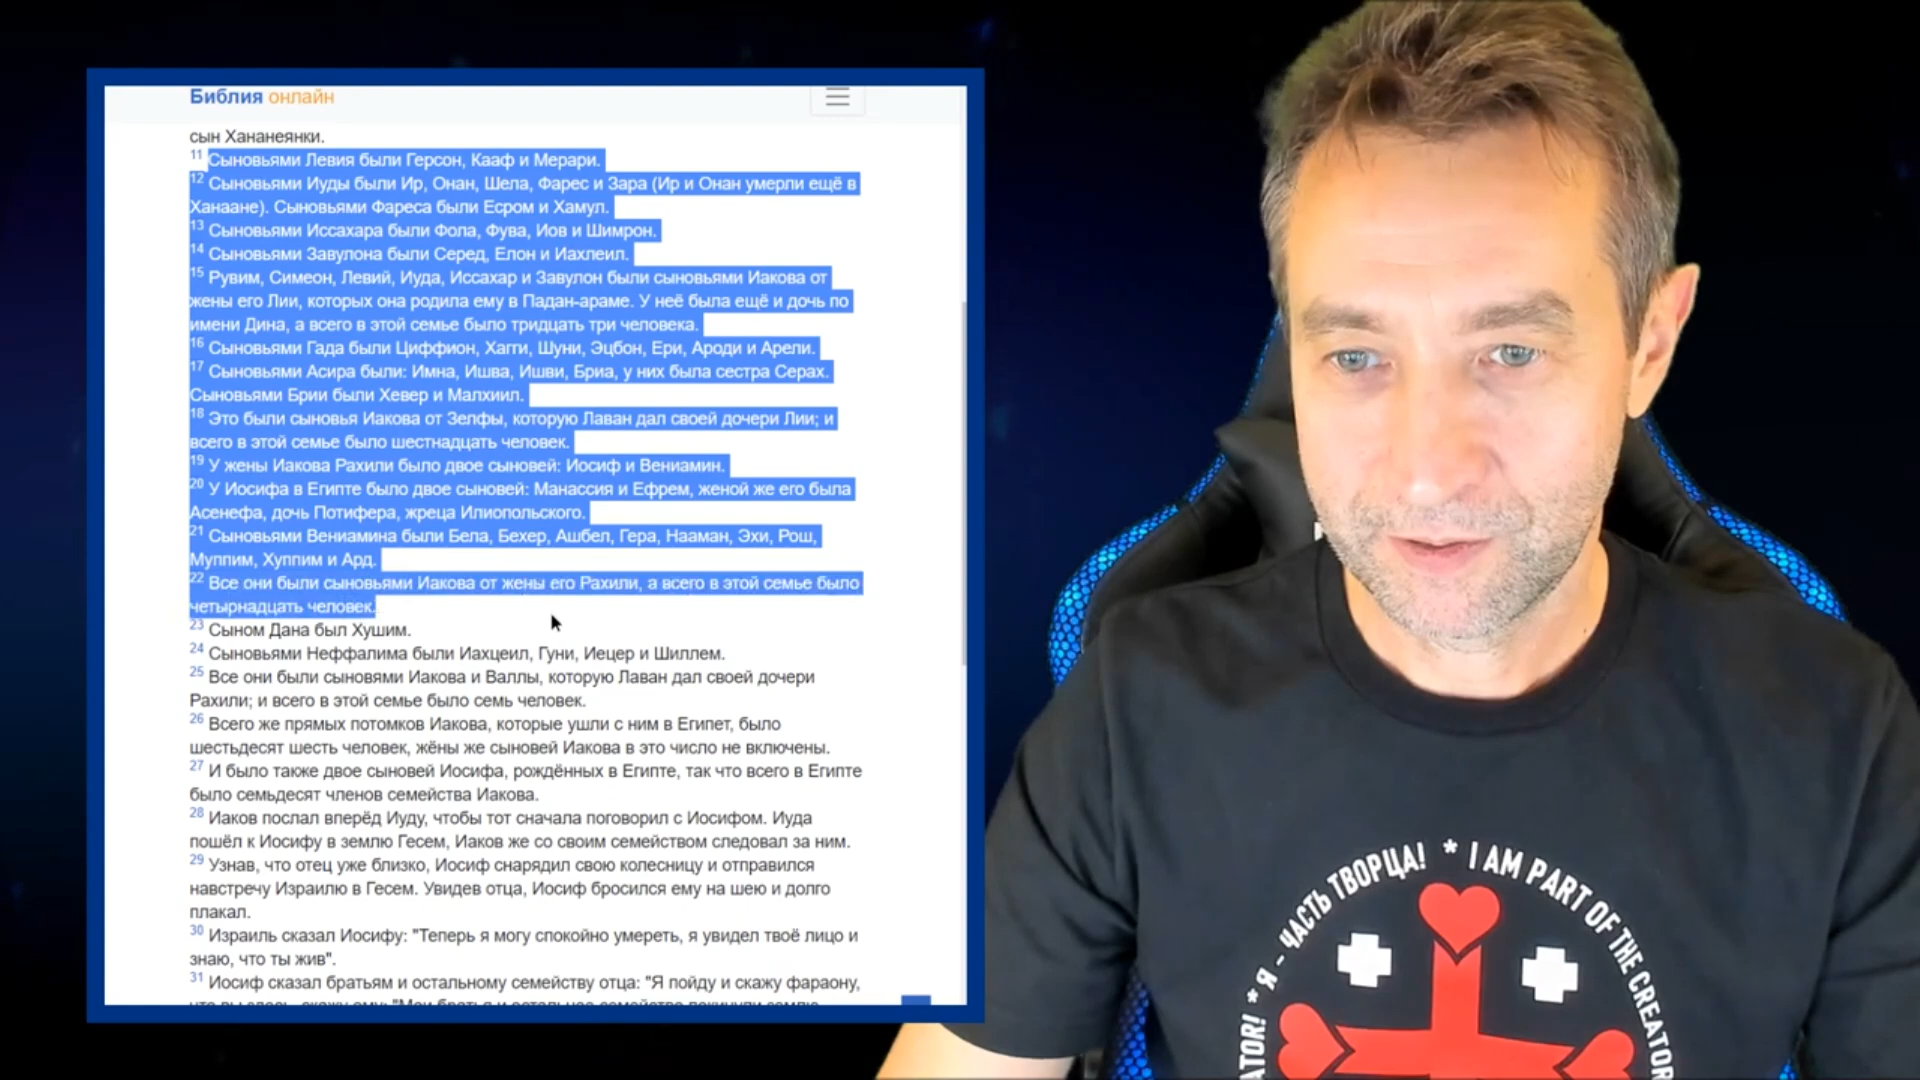 Библия онлайн
сын Хананеянки.
11 Сыновьями Левия были Герсон, Кааф и Мерари.
12 Сыновьями Иуды были Ир, Онан, Шела, Фарес и Зара (Ир и Онан умерли ещё в
Ханаане). Сыновьями Фареса были Есром и Хамул.
13 Сыновьями Иссахара были Фола, Фува, Иов и Шимрон.
14 Сыновьями Завулона были Серед, Елон и Иахлеил.
15 Рувим, Симеон, Левий, Иуда, Иссахар и Завулон были сыновьями Иакова от
жены его Лии, которых она родила ему в Падан-араме. У неё была ещё и дочь по
имени Дина, а всего в этой семье было тридцать три человека.
16 Сыновьями Гада были Циффион, Хагги, Шуни, Эцбон, Ери, Ароди и Арели.
17 Сыновьями Асира были: Имна, Ишва, Ишви, Бриа, у них была сестра Серах.
Сыновьями Брии были Хевер и Малхиил.
18 Это были сыновья Иакова от Зелфы, которую Лаван дал своей дочери Лии; и
всего в этой семье было шестнадцать человек.
19 У жены Иакова Рахили было двое сыновей: Иосиф и Вениамин.
20 У Иосифа в Египте было двое сыновей: Манассия и Ефрем, женой же его была
Асенефа, дочь Потифера, жреца Илиопольского.
21 Сыновьями Вениамина были Бела, Бехер, Ашбел, Гера, Нааман, Эхи, Рош,
Муппим, Хуппим и Ард.
22 Все они были сыновьями Иакова от жены его Рахили, а всего в этой семье было
четырнадцать человек.
23 Сыном Дана был Хушим.
24 Сыновьями Неффалима были Иахцеил, Гуни, Иецер и Шиллем.
25 Все они были сыновями Иакова и Валлы, которую Лаван дал своей дочери
Рахили; и всего в этой семье было семь человек.
26 Всего же прямых потомков Иакова, которые ушли с ним в Египет, было
шестьдесят шесть человек, жёны же сыновей Иакова в это число не включены.
27 И было также двое сыновей Иосифа, рождённых в Египте, так что всего в Египте
было семьдесят членов семейства Иакова.
28 Иаков послал вперёд Иуду, чтобы тот сначала поговорил с Иосифом. Иуда
пошёл к Иосифу в землю Гесем, Иаков же со своим семейством следовал за ним.
29 Узнав, что отец уже близко, Иосиф снарядил свою колесницу и отправился
навстречу Израилю в Гесем. Увидев отца, Иосиф бросился ему на шею и долго
плакал.
30 Израиль сказал Иосифу: "Теперь я могу спокойно умереть, я увидел твоё лицо и
знаю, что ты жив".
31 Иосиф сказал братьям и остальному семейству отца: "Я пойду и скажу фараону,
ATOR! * Я - ЧАСТЬ ТВОРЦА! * I AM PART OF THE CREATOR